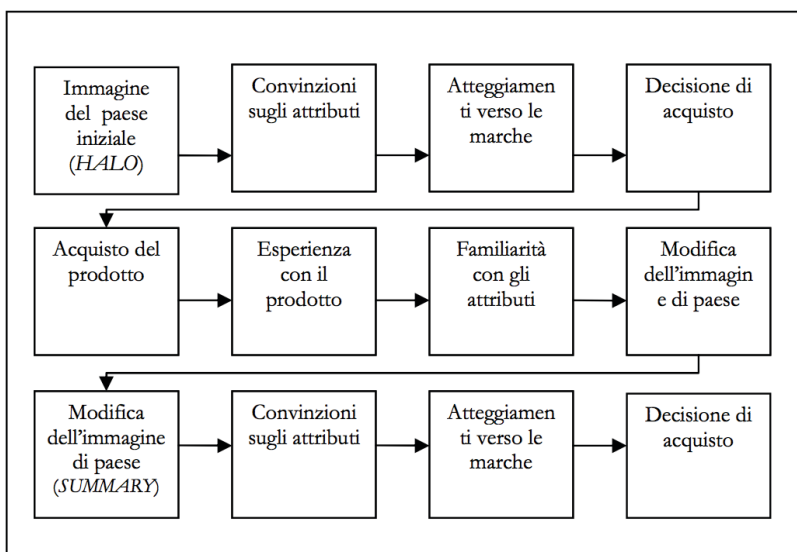 Immagine
del paese
iniziale
(HALO)
Convinzioni
sugli attributi
Atteggiamen
ti verso le
marche
Decisione di
acquisto
Acquisto del
prodotto
Esperienza
con il
prodotto
Familiarità
con gli
attributi
Modifica
dell'immagin
e di paese
Modifica
dell'immagine
di paese
(SUMMARY)
Convinzioni
sugli attributi
Atteggiamen
ti verso le
marche
Decisione di
acquisto